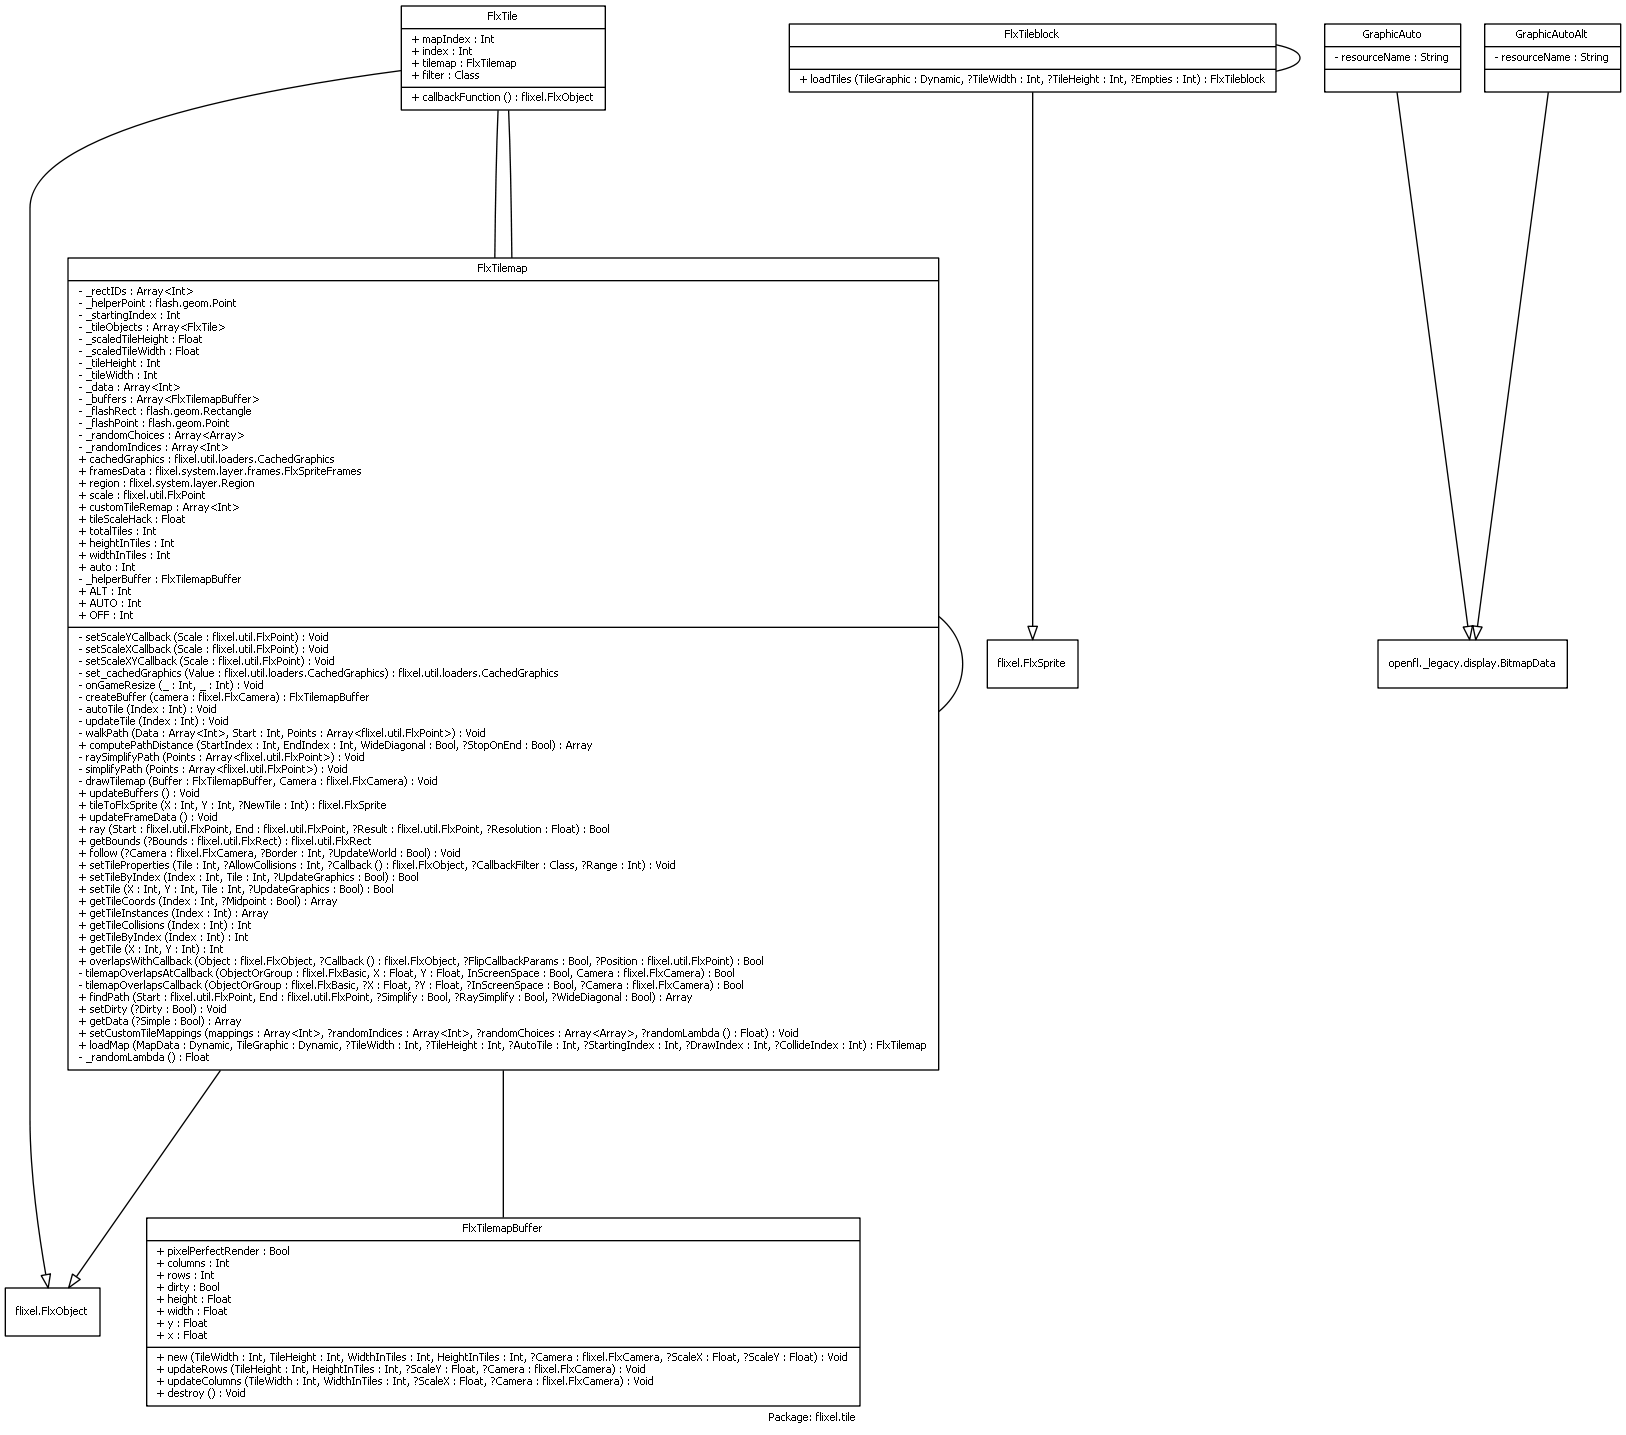 FlxTile
+ mapIndex : Int
+ index : Int
+ tilemap : FlxTilemap
+ filter : Class
+ callbackFunction () : flixel.FlxObject
FlxTileblock
+ loadTiles (TileGraphic : Dynamic, ?TileWidth : Int, ?TileHeight : Int, ?Empties : Int) : FlxTileblock
GraphicAuto
- resourceName : String
GraphicAutoAlt
- resourceName : String
FlxTilemap
- _rectIDs : Array<Int>
- _helperPoint : flash.geom.Point
- _startingIndex : Int
- _tileObjects : Array<FlxTile>
- _scaledTileHeight : Float
- _scaledTileWidth : Float
- _tileHeight : Int
- _tileWidth : Int
- _data : Array<Int>
- _buffers : Array<FlxTilemapBuffer>
- _flashRect : flash.geom.Rectangle
- _flashPoint : flash.geom.Point
- _randomChoices : Array<Array>
- _randomIndices : Array<Int>
+ cachedGraphics : flixel.util.loaders.CachedGraphics
+ framesData : flixel.system.layer.frames.FlxSpriteFrames
+ region : flixel.system.layer.Region
+ scale : flixel.util.FlxPoint
+ customTileRemap : Array<Int>
+ tileScaleHack : Float
+ totalTiles : Int
+ heightInTiles : Int
+ widthInTiles : Int
+ auto : Int
- _helperBuffer : FlxTilemapBuffer
+ ALT : Int
+ AUTO : Int
+ OFF : Int
- setScaleYCallback (Scale : flixel.util.FlxPoint) : Void
- setScaleXCallback (Scale : flixel.util.FlxPoint) : Void
- setScaleXYCallback (Scale : flixel.util.FlxPoint) : Void
- set_cachedGraphics (Value : flixel.util.loaders.CachedGraphics) : flixel.util.loaders.CachedGraphics
- onGameResize (_ : Int, _ : Int) : Void
- createBuffer (camera : flixel.FlxCamera) : FlxTilemapBuffer
- autoTile (Index : Int) : Void
- updateTile (Index : Int) : Void
- walkPath (Data : Array<Int>, Start : Int, Points : Array<flixel.util.FlxPoint>) : Void
+ computePathDistance (StartIndex : Int, EndIndex : Int, WideDiagonal : Bool, ?StopOnEnd : Bool) : Array
- raySimplifyPath (Points : Array<flixel.util.FlxPoint>) : Void
- simplifyPath (Points : Array<flixel.util.FlxPoint>) : Void
- drawTilemap (Buffer : FlxTilemapBuffer, Camera : flixel.FlxCamera) : Void
+ updateBuffers () : Void
+ tileToFlxSprite (X : Int, Y : Int, ?NewTile : Int) : flixel.FlxSprite
+ updateFrameData () : Void
+ ray (Start : flixel.util.FlxPoint, End : flixel.util.FlxPoint, ?Result : flixel.util.FlxPoint, ?Resolution : Float) : Bool
+ getBounds (?Bounds : flixel.util.FlxRect) : flixel.util.FlxRect
+ follow (?Camera : flixel.FlxCamera, ?Border : Int, ?UpdateWorld : Bool) : Void
+ setTileProperties (Tile : Int, ?AllowCollisions : Int, ?Callback () : flixel.FlxObject, ?CallbackFilter : Class, ?Range : Int) : Void
+ setTileByIndex (Index : Int, Tile : Int, ?UpdateGraphics : Bool) : Bool
+ setTile (X : Int, Y : Int, Tile : Int, ?UpdateGraphics : Bool) : Bool
+ getTileCoords (Index : Int, ?Midpoint : Bool) : Array
+ getTileInstances (Index : Int) : Array
+ getTileCollisions (Index : Int) : Int
+ getTileByIndex (Index : Int) : Int
+ getTile (X : Int, Y : Int) : Int
+ overlapsWithCallback (Object : flixel.FlxObject, ?Callback () : flixel.FlxObject, ?FlipCallbackParams : Bool, ?Position : flixel.util.FlxPoint) : Bool
- tilemapOverlapsAtCallback (ObjectOrGroup : flixel.FlxBasic, X : Float, Y : Float, InScreenSpace : Bool, Camera : flixel.FlxCamera) : Bool
- tilemapOverlapsCallback (ObjectOrGroup : flixel.FlxBasic, ?X : Float, ?Y : Float, ?InScreenSpace : Bool, ?Camera : flixel.FlxCamera) : Bool
+ findPath (Start : flixel.util.FlxPoint, End : flixel.util.FlxPoint, ?Simplify : Bool, ?RaySimplify : Bool, ?WideDiagonal : Bool) : Array
+ setDirty (?Dirty : Bool) : Void
+ getData (?Simple : Bool) : Array
+ setCustomTileMappings (mappings : Array<Int>, ?randomIndices : Array<Int>, ?randomChoices : Array<Array>, ?randomLambda () : Float) : Void
+ loadMap (MapData : Dynamic, TileGraphic : Dynamic, ?TileWidth : Int, ?TileHeight : Int, ?AutoTile : Int, ?StartingIndex : Int, ?DrawIndex : Int, ?CollideIndex : Int) : FlxTilemap
- _randomLambda () : Float
flixel.FlxSprite
openfl._legacy.display.BitmapData
FlxTilemapBuffer
+ pixelPerfectRender : Bool
+ columns : Int
+ rows : Int
+ dirty : Bool
+ height : Float
+ width : Float
+ y : Float
+ x : Float
+ new (TileWidth : Int, TileHeight : Int, WidthInTiles : Int, HeightInTiles : Int, ?Camera : flixel.FlxCamera, ?ScaleX : Float, ?ScaleY : Float) : Void
+ updateRows (TileHeight : Int, HeightInTiles : Int, ?ScaleY : Float, ?Camera : flixel.FlxCamera) : Void
+ updateColumns (TileWidth : Int, WidthInTiles : Int, ?ScaleX : Float, ?Camera : flixel.FlxCamera) : Void
+ destroy () : Void
flixel.FlxObject
Package: flixel.tile